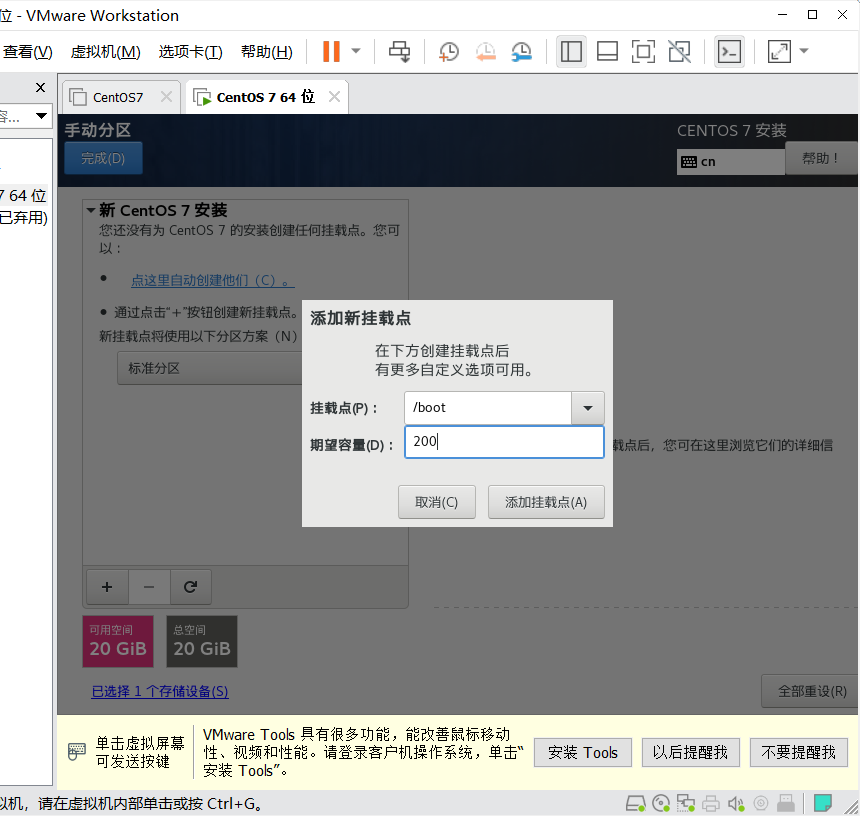 位 - VMware Workstation
查看(V) 虚拟机(M) 选项卡(T) 帮助(H)
CentOS7
CentOS 7 64 位
容...
7 64 位
已弃用)
手动分区
完成(D)
CENTOS 7 安装
cn
帮助！
新 CentOS 7 安装
您还没有为 CentOS 7 的安装创建任何挂载点。您可
以：
• 点这里自动创建他们（C）。
• 通过点击"+"按钮创建新挂载点。
新挂载点将使用以下分区方案（N）
标准分区
添加新挂载点
在下方创建挂载点后
有更多自定义选项可用。
挂载点(P)： /boot
期望容量(D)： 200
取消(C) 添加挂载点(A)
载点后，您可在这里浏览它们的详细信
+ −
可用空间
20 GiB
总空间
20 GiB
已选择 1 个存储设备(S)
全部重设(R)
单击虚拟屏幕
可发送按键
VMware Tools 具有很多功能，能改善鼠标移动
性、视频和性能。请登录客户机操作系统，单击“
安装 Tools”。
安装 Tools 以后提醒我 不要提醒我
以机，请在虚拟机内部单击或按 Ctrl+G。